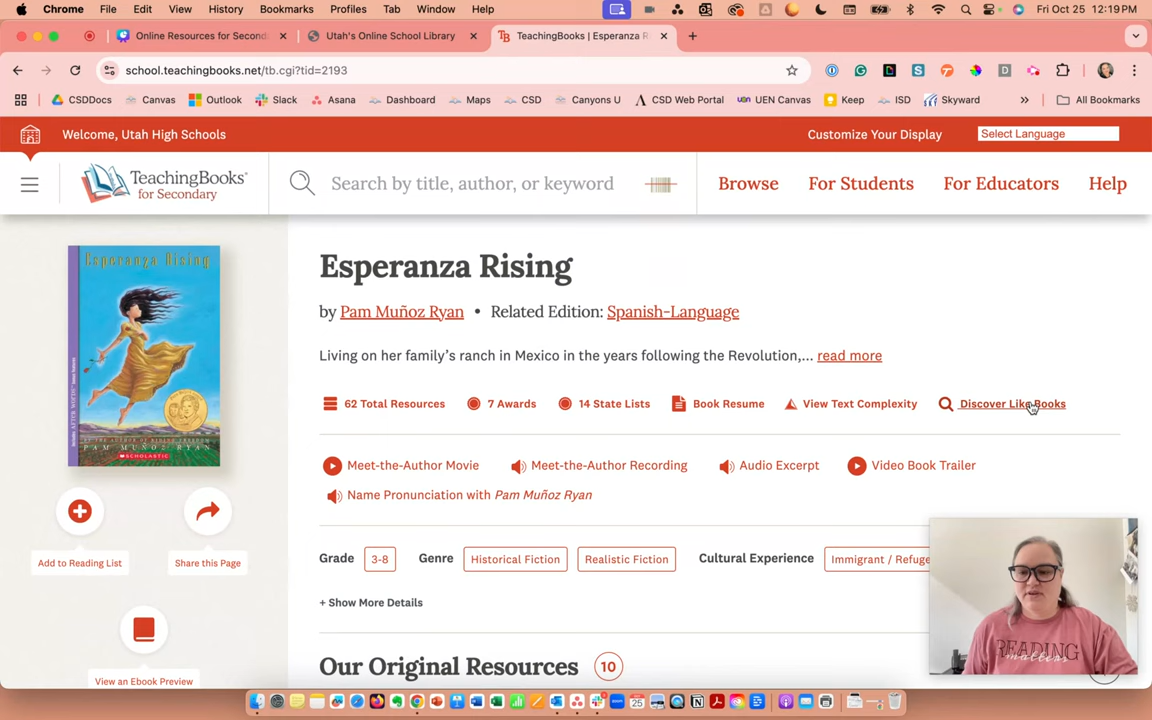 Chrome File Edit View History Bookmarks Profiles Tab Window Help Fri Oct 25 12:19 PM
Online Resources for Second Utah's Online School Library TeachingBooks | Esperanza R
school.teachingbooks.net/tb.cgi?tid=2193
CSDDocs Canvas Outlook Slack Asana Dashboard Maps CSD Canyons U CSD Web Portal UEN Canvas Keep ISD Skyward » All Bookmarks
Welcome, Utah High Schools Customize Your Display Select Language
TeachingBooks for Secondary
Search by title, author, or keyword Browse For Students For Educators Help
Esperanza Rising
PAM MUÑOZ RYAN
SCHOLASTIC
Esperanza Rising
by Pam Muñoz Ryan • Related Edition: Spanish-Language
Living on her family's ranch in Mexico in the years following the Revolution,... read more
62 Total Resources 7 Awards 14 State Lists Book Resume View Text Complexity Discover Like Books
Meet-the-Author Movie Meet-the-Author Recording Audio Excerpt Video Book Trailer
Name Pronunciation with Pam Muñoz Ryan
Add to Reading List Share this Page
Grade 3-8 Genre Historical Fiction Realistic Fiction Cultural Experience Immigrant / Refuge
+ Show More Details
READING
matters
Our Original Resources 10
View an Ebook Preview